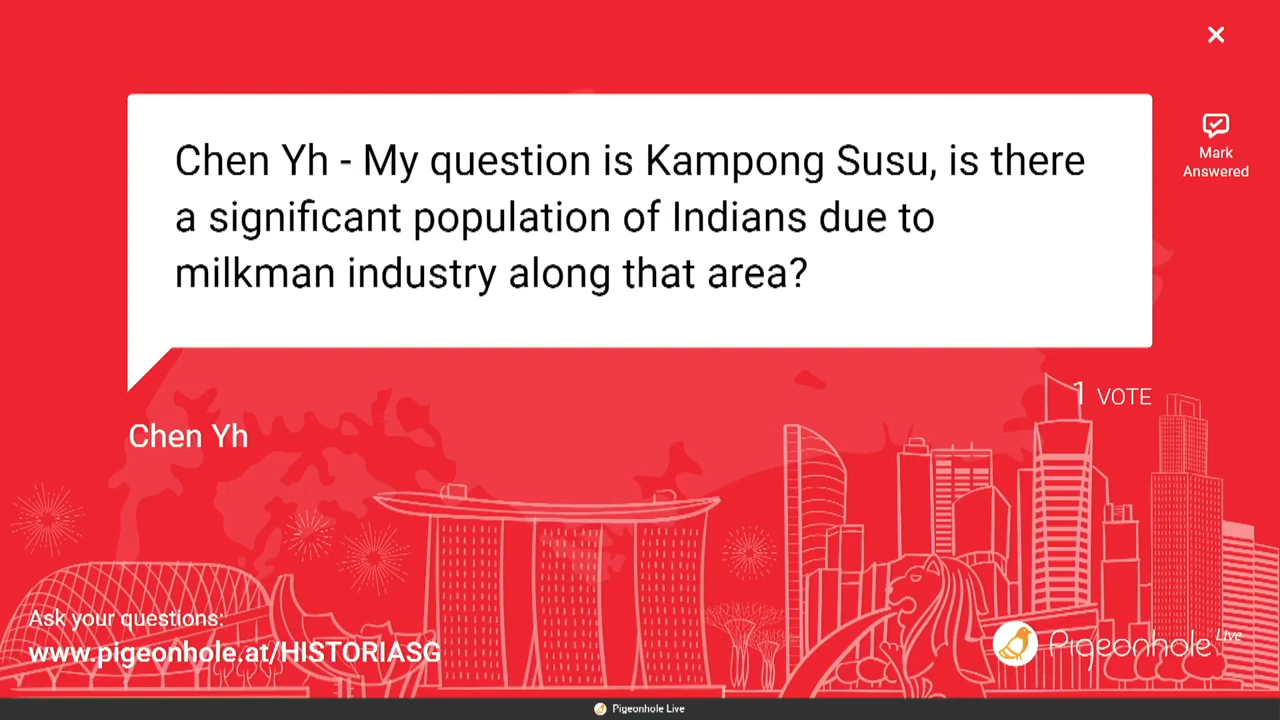 Chen Yh - My question is Kampong Susu, is there
a significant population of Indians due to
milkman industry along that area?
Mark
Answered
1 VOTE
Chen Yh
Ask your questions:
www.pigeonhole.at/HISTORIASG
Pigeonhole Live
Pigeonhole Live